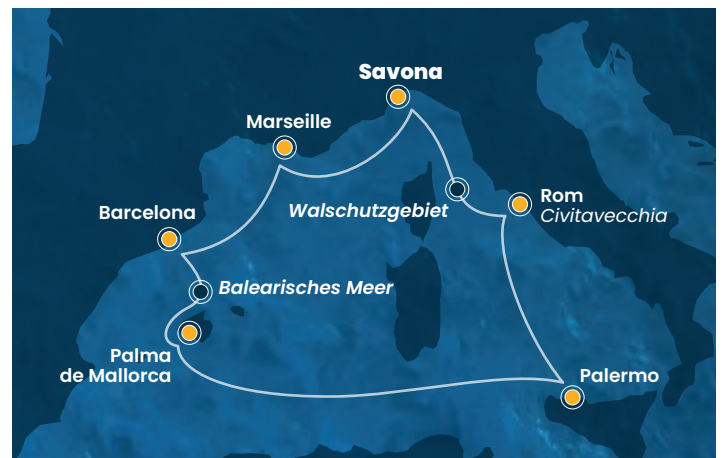 Savona
Marseille
Barcelona
Walschutzgebiet
Rom
Civitavecchia
Balearisches Meer
Palma
de Mallorca
Palermo